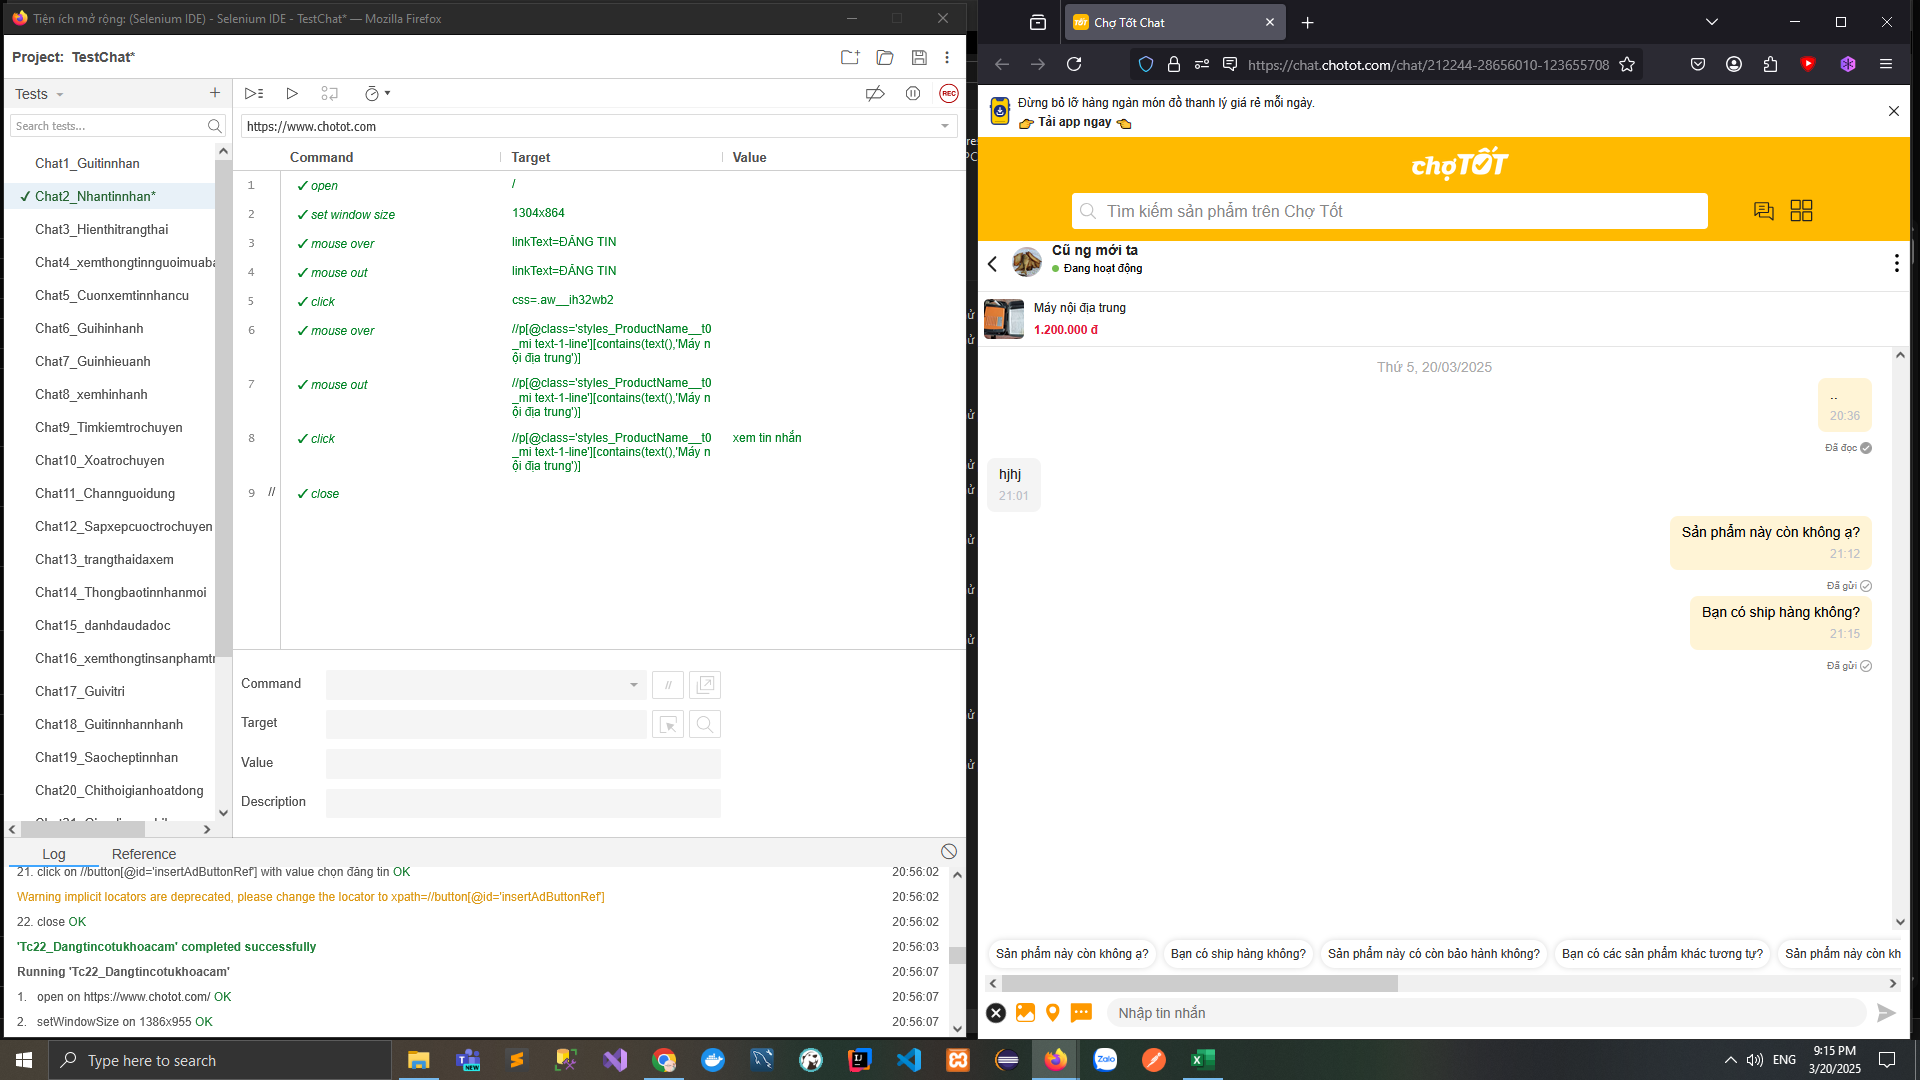 Tiện ích mở rộng: (Selenium IDE) - Selenium IDE - TestChat* — Mozilla Firefox
Project: TestChat*
Tests
Search tests...
Chat1_Guitinnhan
✓ Chat2_Nhantinnhan*
Chat3_Hienthitrangthai
Chat4_xemthongtinnguoimuaba
Chat5_Cuonxemtinnhancu
Chat6_Guihinhanh
Chat7_Guinhieuanh
Chat8_xemhinhanh
Chat9_Timkiemtrochuyen
Chat10_Xoatrochuyen
Chat11_Channguoidung
Chat12_Sapxepcuoctrochuyen
Chat13_trangthaidaxem
Chat14_Thongbaotinnhanmoi
Chat15_danhdaudadoc
Chat16_xemthongtinsanphamtr
Chat17_Guivitri
Chat18_Guitinnhannhanh
Chat19_Saocheptinnhan
Chat20_Chithoigianhoatdong
REC
https://www.chotot.com
Command Target Value
1 ✓ open /
2 ✓ set window size 1304x864
3 ✓ mouse over linkText=ĐĂNG TIN
4 ✓ mouse out linkText=ĐĂNG TIN
5 ✓ click css=.aw__ih32wb2
6 ✓ mouse over //p[@class='styles_ProductName__t0
_mi text-1-line'][contains(text(),'Máy n
ội địa trung')]
7 ✓ mouse out //p[@class='styles_ProductName__t0
_mi text-1-line'][contains(text(),'Máy n
ội địa trung')]
8 ✓ click //p[@class='styles_ProductName__t0 xem tin nhắn
_mi text-1-line'][contains(text(),'Máy n
ội địa trung')]
9 // ✓ close
Command //
Target
Value
Description
Log Reference
21. click on //button[@id='insertAdButtonRef'] with value chọn đăng tin OK 20:56:02
Warning implicit locators are deprecated, please change the locator to xpath=//button[@id='insertAdButtonRef'] 20:56:02
22. close OK 20:56:02
'Tc22_Dangtincotukhoacam' completed successfully 20:56:03
Running 'Tc22_Dangtincotukhoacam' 20:56:07
1. open on https://www.chotot.com/ OK 20:56:07
2. setWindowSize on 1386x955 OK 20:56:07
Chợ Tốt Chat
https://chat.chotot.com/chat/212244-28656010-123655708
Đừng bỏ lỡ hàng ngàn món đồ thanh lý giá rẻ mỗi ngày.
👉 Tải app ngay 👈
chợTỐT
Tìm kiếm sản phẩm trên Chợ Tốt
Cũ ng mới ta
Đang hoạt động
Máy nội địa trung
1.200.000 đ
Thứ 5, 20/03/2025
..
20:36
Đã đọc
hjhj
21:01
Sản phẩm này còn không ạ?
21:12
Đã gửi
Bạn có ship hàng không?
21:15
Đã gửi
Sản phẩm này còn không ạ? Bạn có ship hàng không? Sản phẩm này có còn bảo hành không? Bạn có các sản phẩm khác tương tự? Sản phẩm này còn kh
Nhập tin nhắn
Type here to search
ENG
9:15 PM
3/20/2025